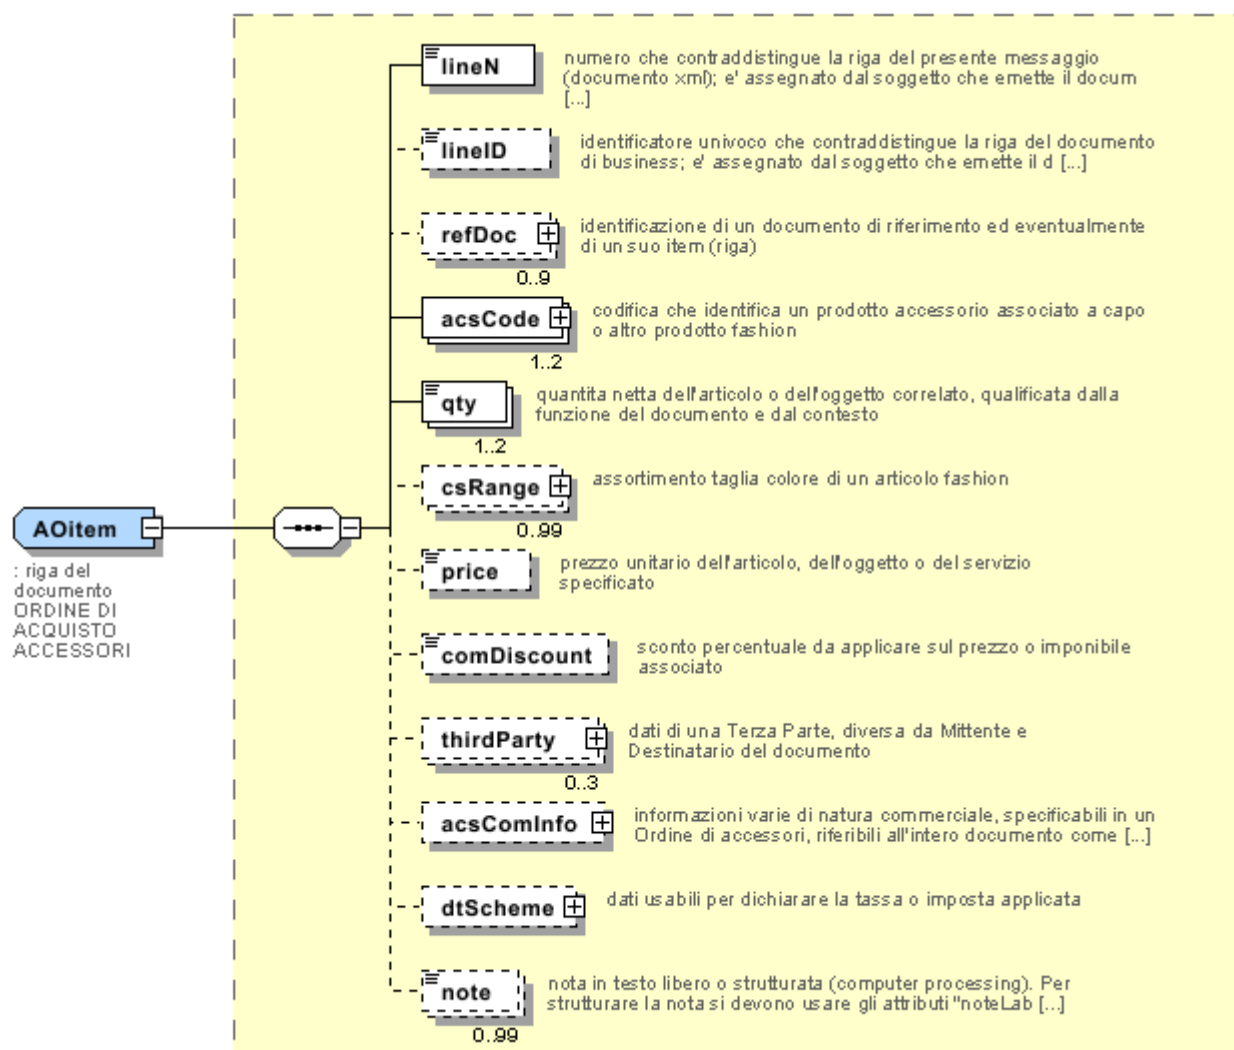 lineN
numero che contraddistingue la riga del presente messaggio
(documento xml); e' assegnato dal soggetto che emette il docum
[...]
lineID
identificatore univoco che contraddistingue la riga del documento
di business; e' assegnato dal soggetto che emette il d [...]
refDoc
identificazione di un documento di riferimento ed eventualmente
di un suo item (riga)
0..9
acsCode
codifica che identifica un prodotto accessorio associato a capo
o altro prodotto fashion
1..2
qty
quantita netta dell'articolo o dell'oggetto correlato, qualificata dalla
funzione del documento e dal contesto
1..2
csRange
assortimento taglia colore di un articolo fashion
0..99
AOitem
: riga del
documento
ORDINE DI
ACQUISTO
ACCESSORI
price
prezzo unitario dell'articolo, dell'oggetto o del servizio
specificato
comDiscount
sconto percentuale da applicare sul prezzo o imponibile
associato
thirdParty
dati di una Terza Parte, diversa da Mittente e
Destinatario del documento
0..3
acsComInfo
informazioni varie di natura commerciale, specificabili in un
Ordine di accessori, riferibili all'intero documento come [...]
dtScheme
dati usabili per dichiarare la tassa o imposta applicata
note
nota in testo libero o strutturata (computer processing). Per
strutturare la nota si devono usare gli attributi "noteLab [...]
0..99